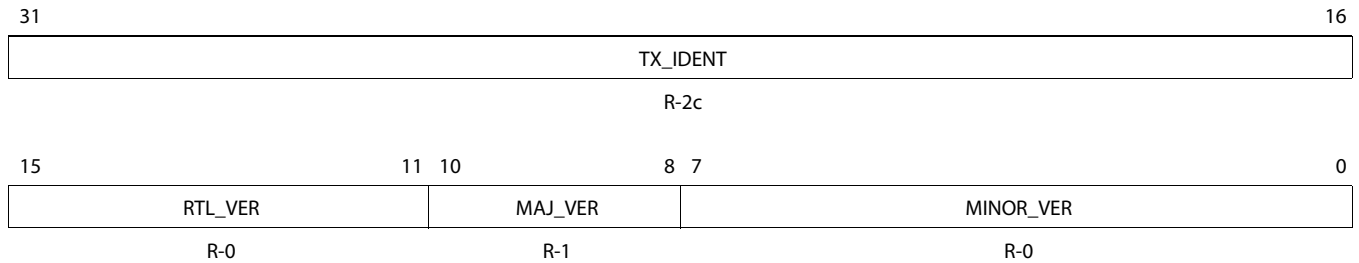 31 16
TX_IDENT
R-2c
15 11 10 8 7 0
RTL_VER MAJ_VER MINOR_VER
R-0 R-1 R-0